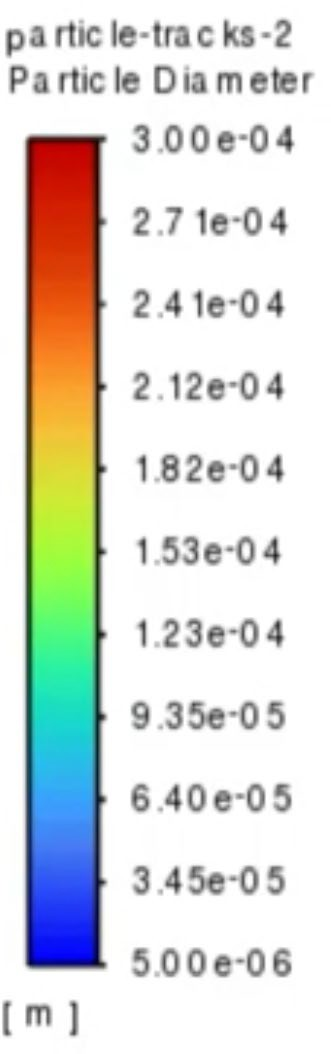 particle-tracks-2
Particle Diameter
3.00e-04
2.71e-04
2.41e-04
2.12e-04
1.82e-04
1.53e-04
1.23e-04
9.35e-05
6.40e-05
3.45e-05
5.00e-06
[ m ]